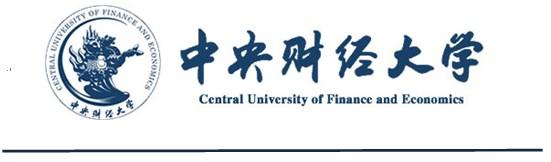 CENTRAL UNIVERSITY OF FINANCE AND ECONOMICS
中央财经大学
中央财经大学
Central University of Finance and Economics